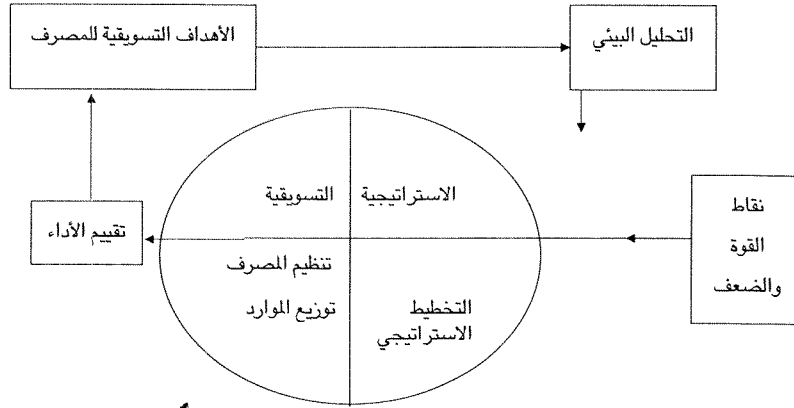 الأهداف التسويقية للمصرف
التحليل البيئي
الاستراتيجية
التسويقية
نقاط
القوة
والضعف
تقييم الأداء
تنظيم المصرف
توزيع الموارد
التخطيط
الاستراتيجي